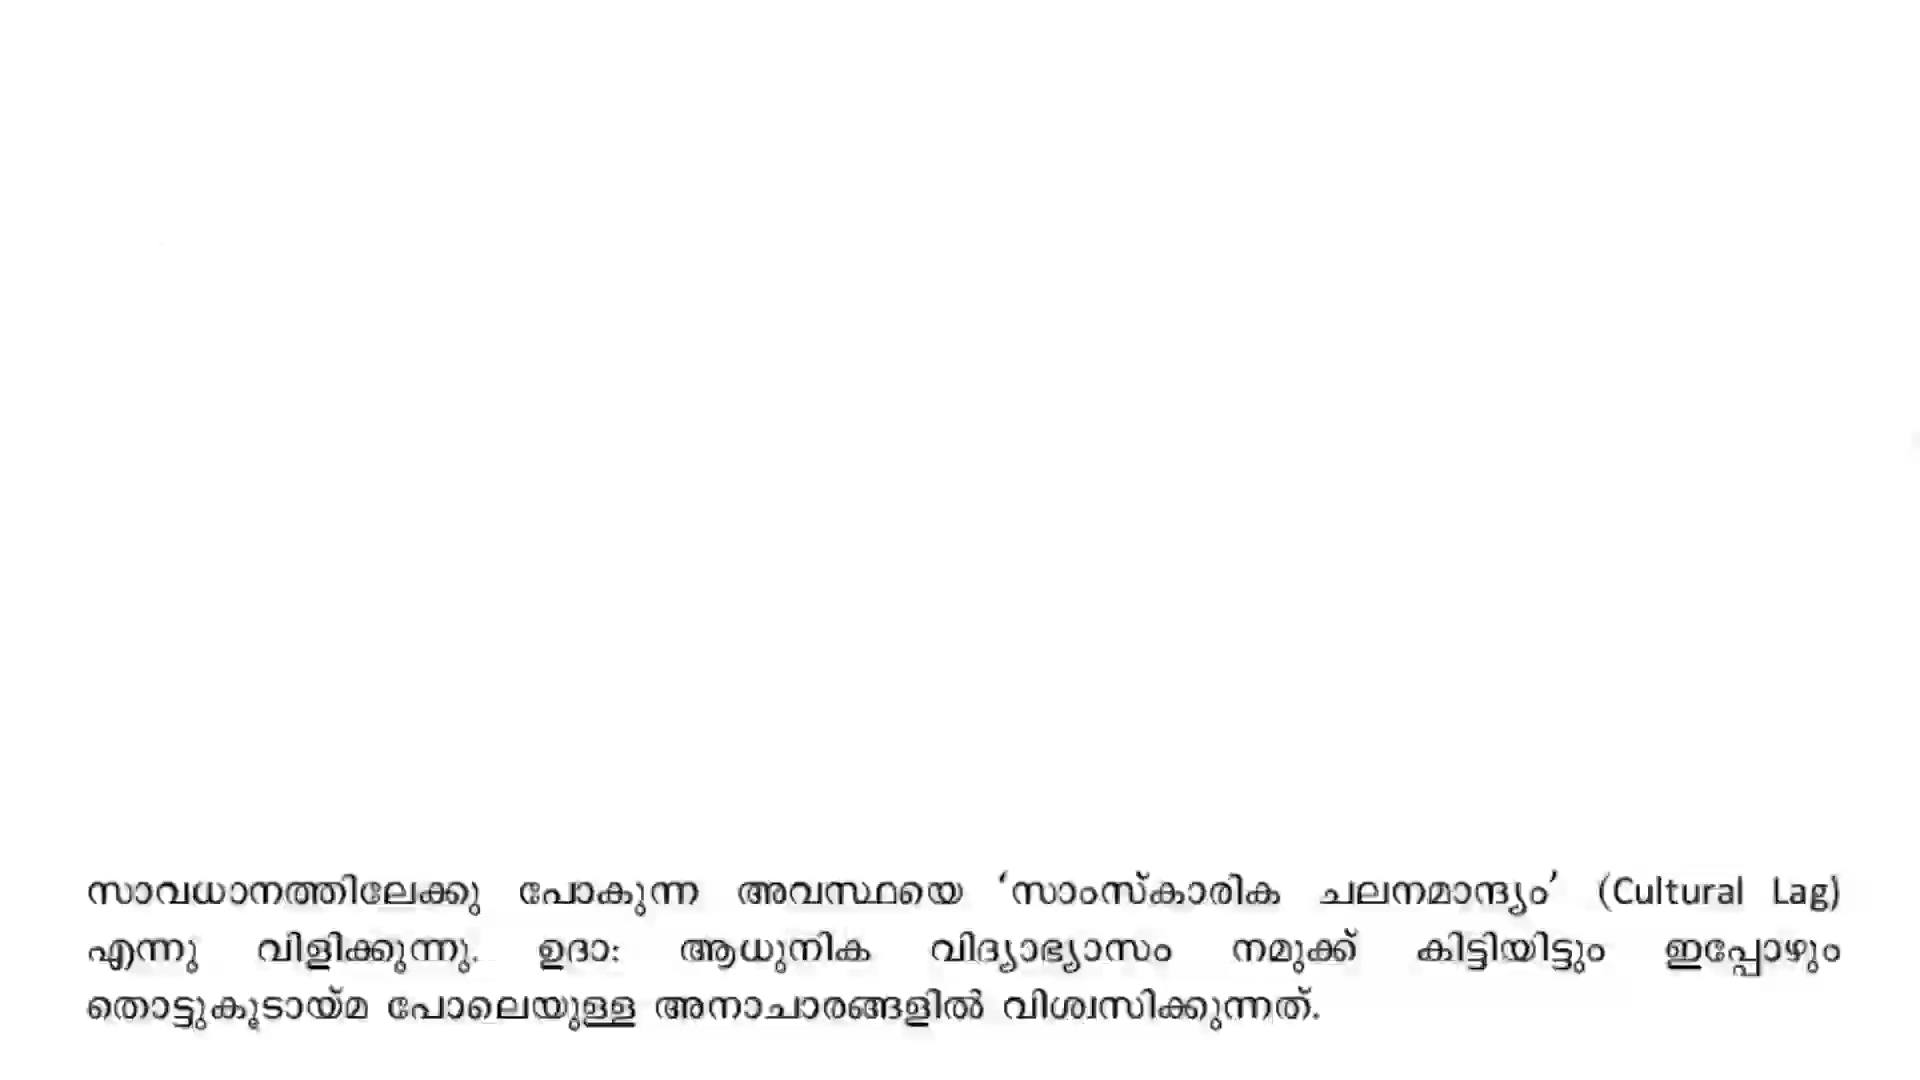 സാവധാനത്തിലേക്കു പോകുന്ന അവസ്ഥയെ ‘സാംസ്കാരിക ചലനമാന്ദ്യം’ (Cultural Lag)
എന്നു വിളിക്കുന്നു. ഉദാ: ആധുനിക വിദ്യാഭ്യാസം നമുക്ക് കിട്ടിയിട്ടും ഇപ്പോഴും
തൊട്ടുകൂടായ്മ പോലെയുള്ള അനാചാരങ്ങളിൽ വിശ്വസിക്കുന്നത്.